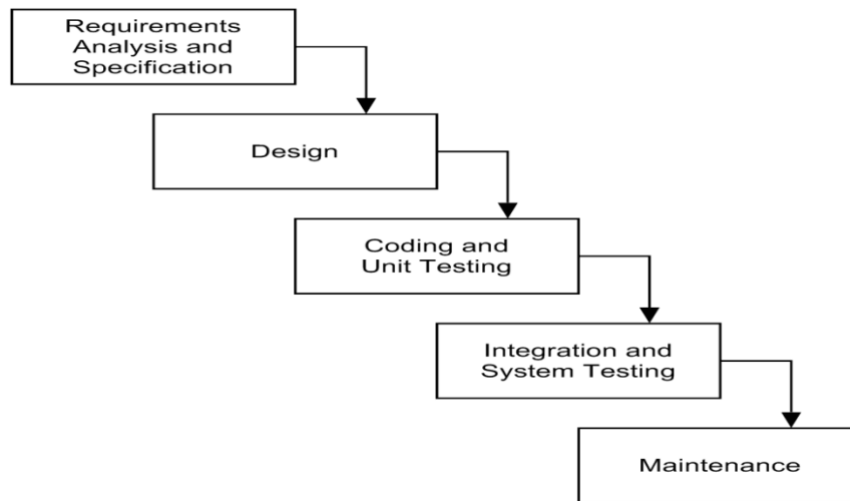 Requirements
Analysis and
Specification
Design
Coding and
Unit Testing
Integration and
System Testing
Maintenance